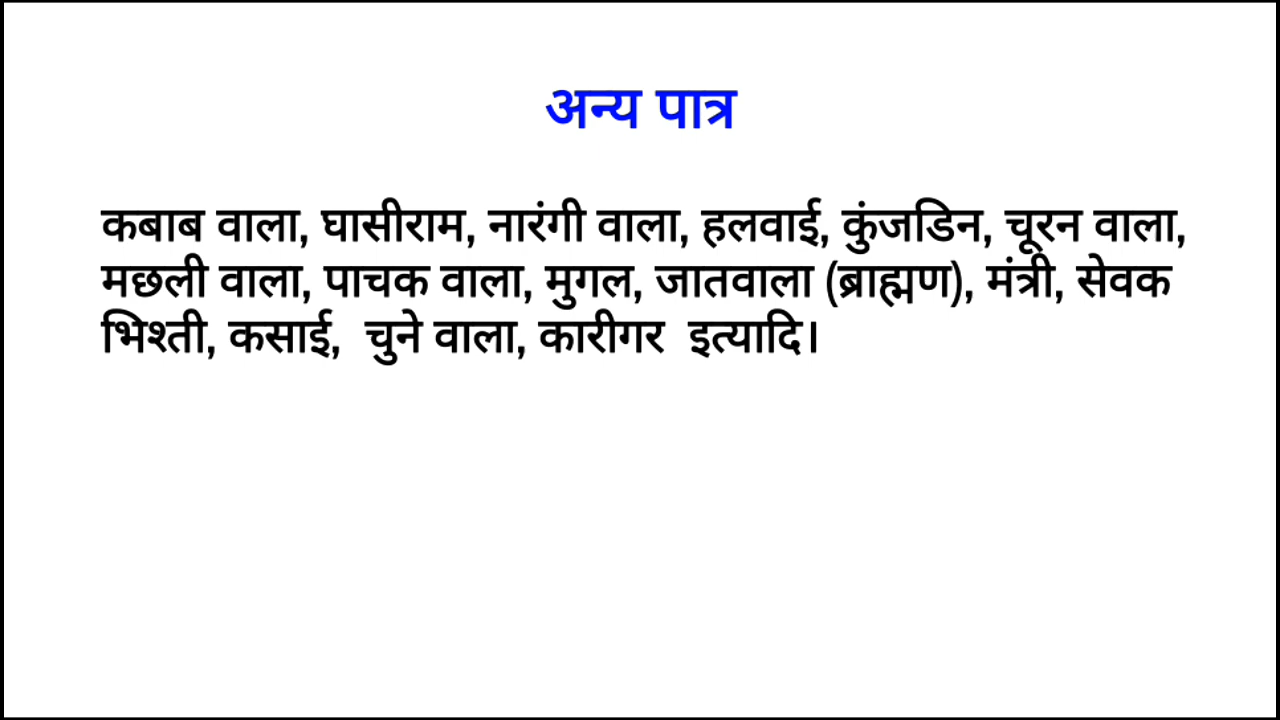 अन्य पात्र
कबाब वाला, घासीराम, नारंगी वाला, हलवाई, कुंजडिन, चूरन वाला,
मछली वाला, पाचक वाला, मुगल, जातवाला (ब्राह्मण), मंत्री, सेवक
भिश्ती, कसाई,  चुने वाला, कारीगर  इत्यादि।